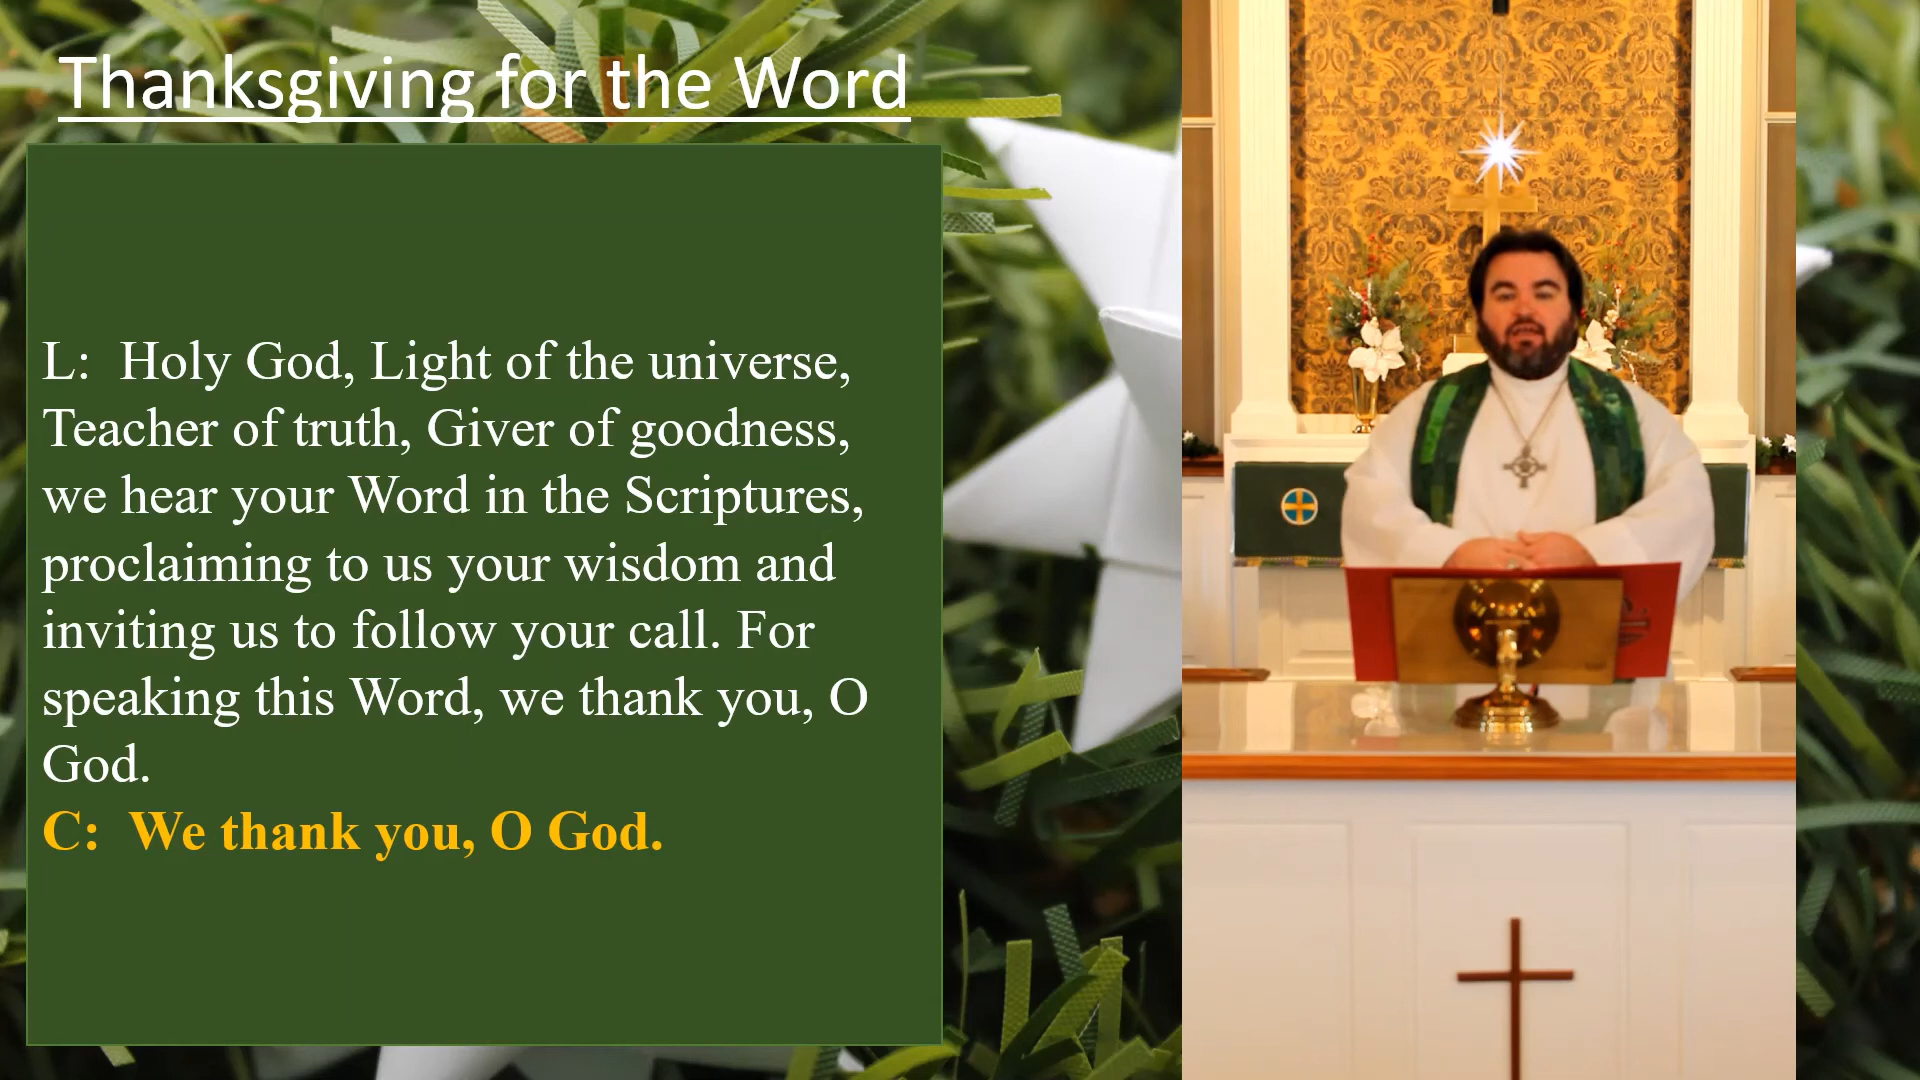 Thanksgiving for the Word
L: Holy God, Light of the universe,
Teacher of truth, Giver of goodness,
we hear your Word in the Scriptures,
proclaiming to us your wisdom and
inviting us to follow your call. For
speaking this Word, we thank you, O
God.
C: We thank you, O God.